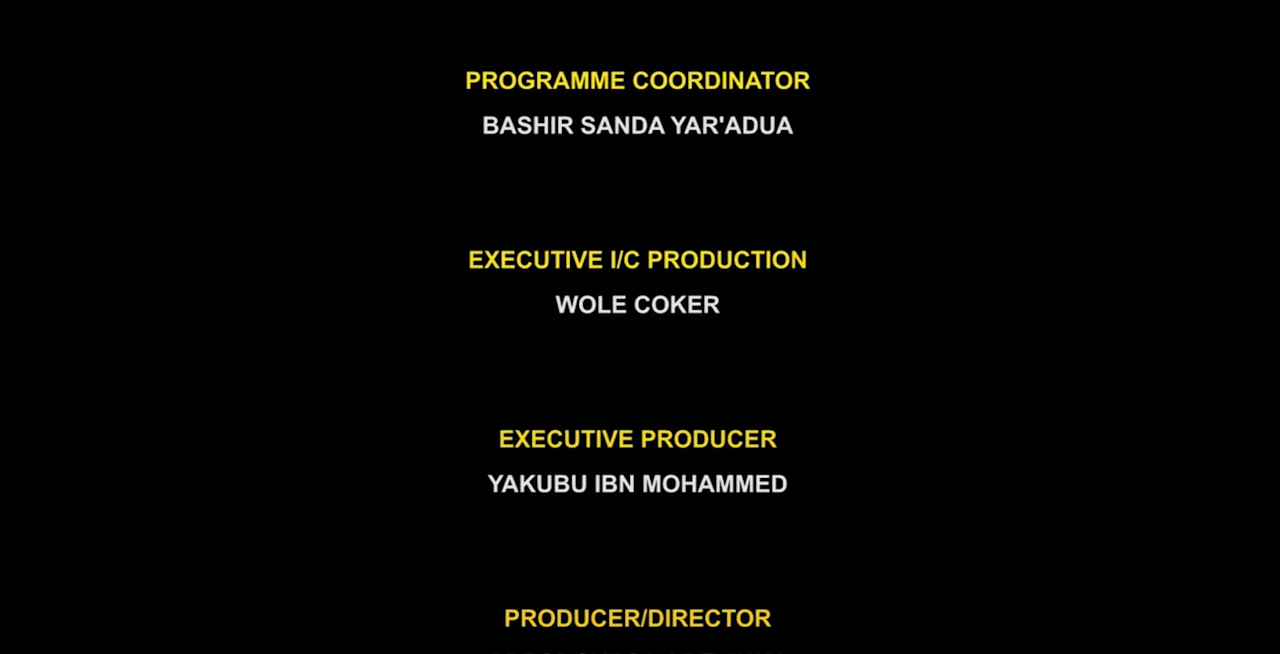 PROGRAMME COORDINATOR
BASHIR SANDA YAR'ADUA
EXECUTIVE I/C PRODUCTION
WOLE COKER
EXECUTIVE PRODUCER
YAKUBU IBN MOHAMMED
PRODUCER/DIRECTOR